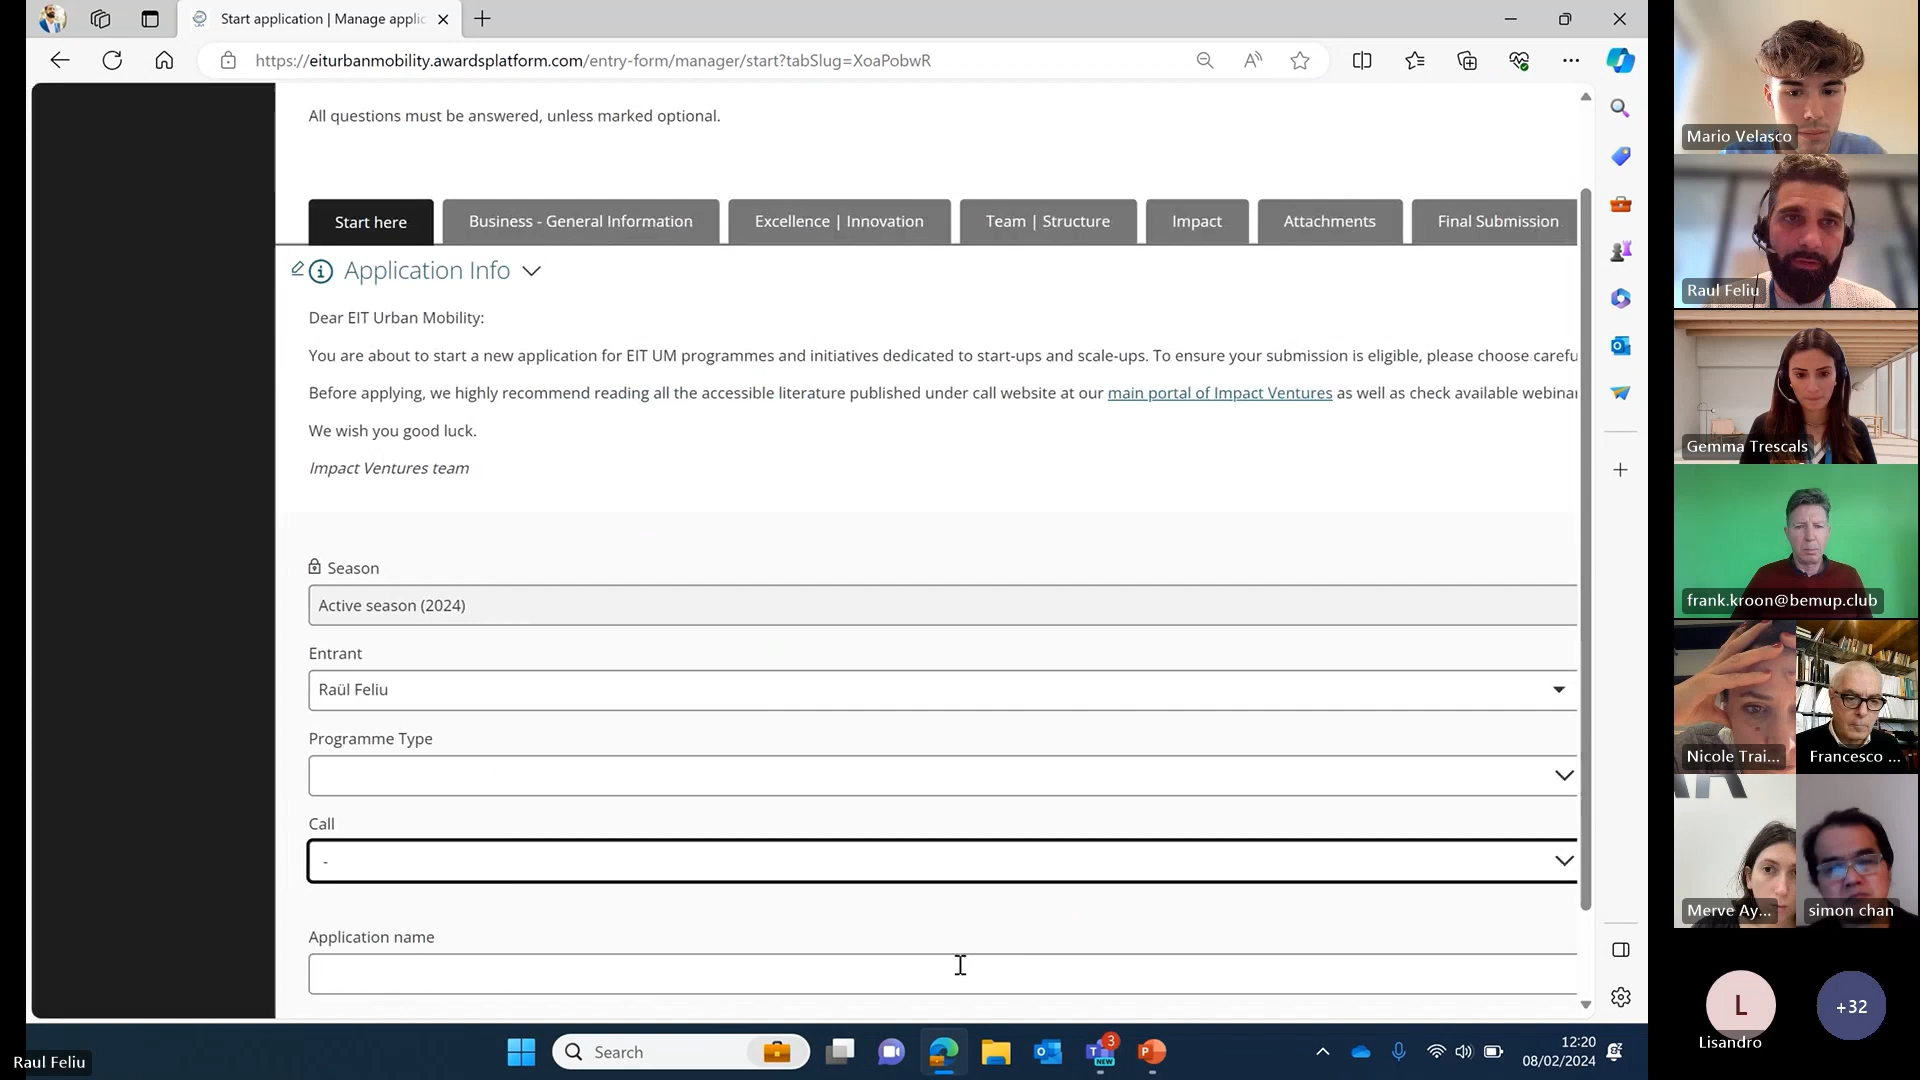 Start application | Manage applic
https://eiturbanmobility.awardsplatform.com/entry-form/manager/start?tabSlug=XoaPobwR
All questions must be answered, unless marked optional.
Start here
Business - General Information
Excellence | Innovation
Team | Structure
Impact
Attachments
Final Submission
Application Info
Dear EIT Urban Mobility:
You are about to start a new application for EIT UM programmes and initiatives dedicated to start-ups and scale-ups. To ensure your submission is eligible, please choose carefu
Before applying, we highly recommend reading all the accessible literature published under call website at our main portal of Impact Ventures as well as check available webinar
We wish you good luck.
Impact Ventures team
Season
Active season (2024)
Entrant
Raül Feliu
Programme Type
Call
-
Application name
Search
3
NEW
12:20
08/02/2024
Raul Feliu
Mario Velasco
Raul Feliu
Gemma Trescals
frank.kroon@bemup.club
Nicole Trai...
Francesco ...
Merve Ay...
simon chan
L
Lisandro
+32